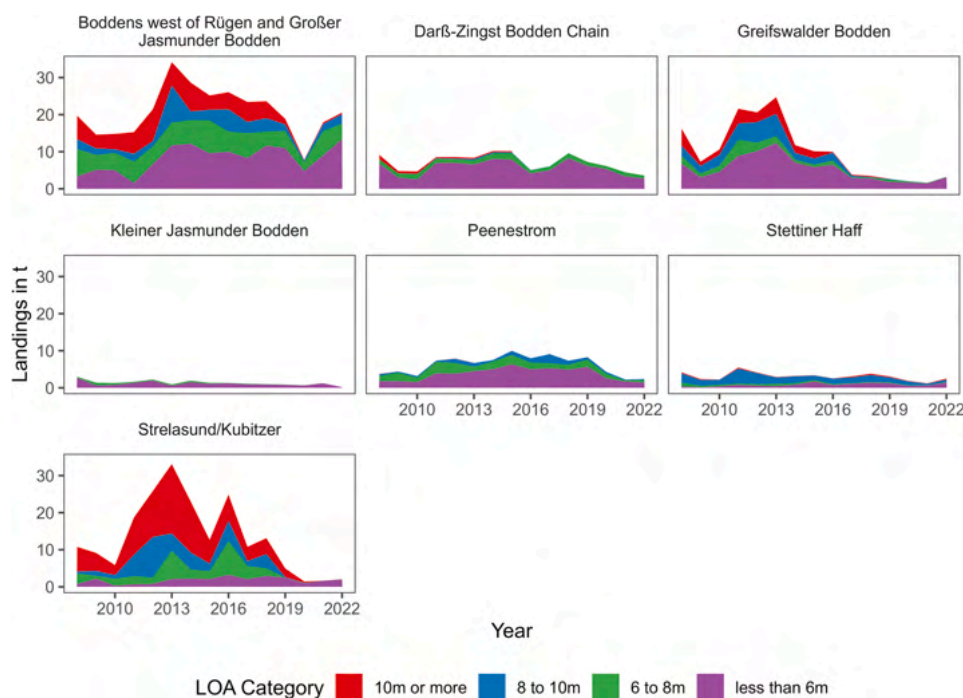 Boddens west of Rügen and Großer
Jasmunder Bodden
Darß-Zingst Bodden Chain
Greifswalder Bodden
30
20
10
0
Kleiner Jasmunder Bodden
Peenestrom
Stettiner Haff
Landings in t
30
20
10
0
2010 2013 2016 2019 2022
2010 2013 2016 2019 2022
Strelasund/Kubitzer
30
20
10
0
2010 2013 2016 2019 2022
Year
LOA Category 10m or more 8 to 10m 6 to 8m less than 6m